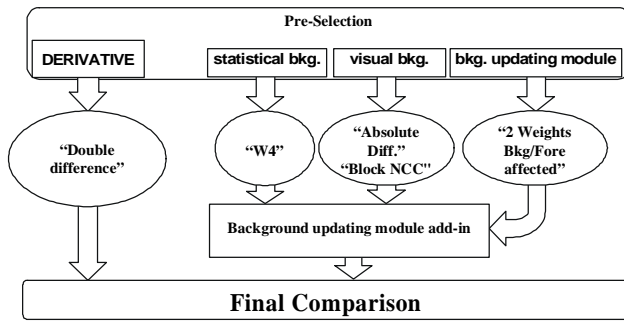 Pre-Selection
DERIVATIVE
statistical bkg.
visual bkg.
bkg. updating module
“Double
difference”
“W4”
“Absolute
Diff.”
“Block NCC"
“2 Weights
Bkg/Fore
affected”
Background updating module add-in
Final Comparison